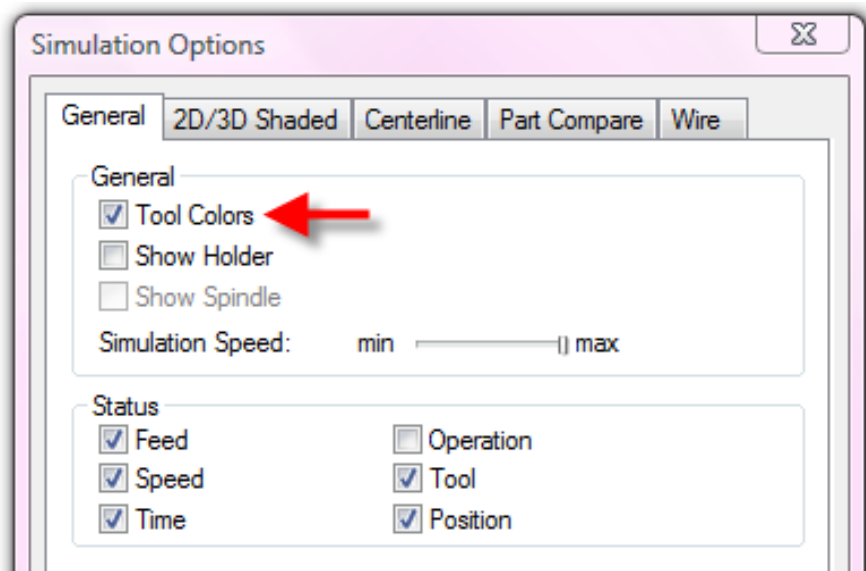 Simulation Options
General 2D/3D Shaded Centerline Part Compare Wire
General
Tool Colors
Show Holder
Show Spindle
Simulation Speed: min max
Status
Feed Operation
Speed Tool
Time Position